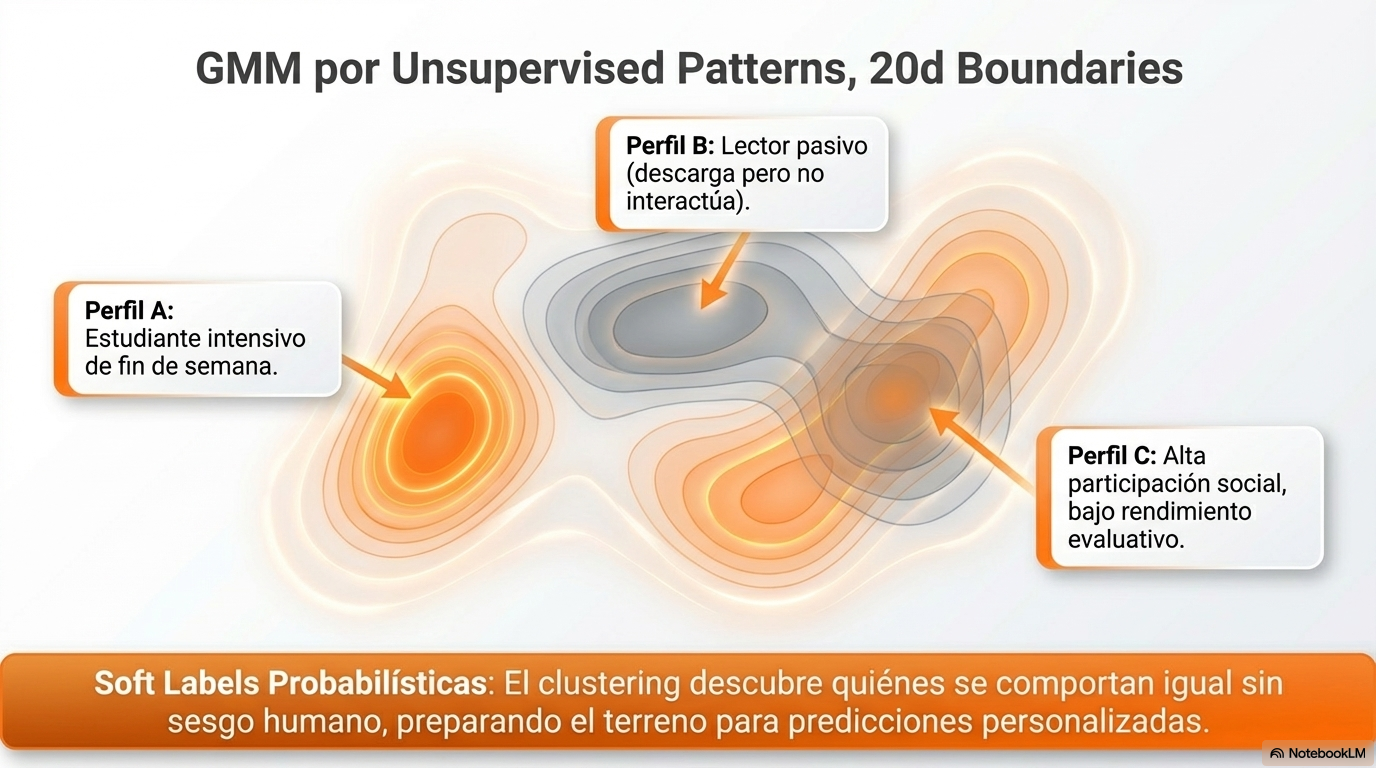 GMM por Unsupervised Patterns, 20d Boundaries
Perfil B: Lector pasivo
(descarga pero no
interactúa).
Perfil A:
Estudiante intensivo
de fin de semana.
Perfil C: Alta
participación social,
bajo rendimiento
evaluativo.
Soft Labels Probabilísticas: El clustering descubre quiénes se comportan igual sin
sesgo humano, preparando el terreno para predicciones personalizadas.
NotebookLM